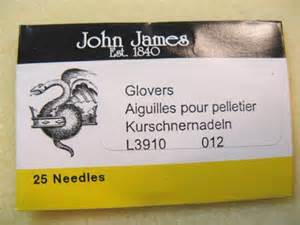 John James
Est. 1840
Glovers
Aiguilles pour pelletier
Kurschnernadeln
L3910 012
25 Needles